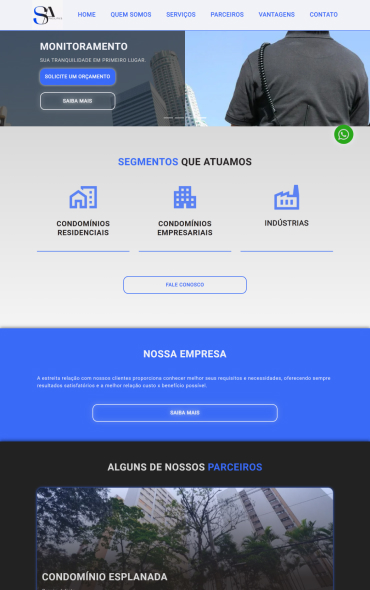 SA
HOME QUEM SOMOS SERVIÇOS PARCEIROS VANTAGENS CONTATO
MONITORAMENTO
SUA TRANQUILIDADE EM PRIMEIRO LUGAR
SOLICITE UM ORÇAMENTO
SAIBA MAIS
SEGMENTOS QUE ATUAMOS
CONDOMÍNIOS RESIDENCIAIS
CONDOMÍNIOS EMPRESARIAIS
INDÚSTRIAS
FALE CONOSCO
NOSSA EMPRESA
A estreita relação com nossos clientes proporciona conhecer melhor seus requisitos e necessidades, oferecendo sempre
resultados satisfatórios e a melhor relação custo x benefício possível.
SAIBA MAIS
ALGUNS DE NOSSOS PARCEIROS
CONDOMÍNIO ESPLANADA